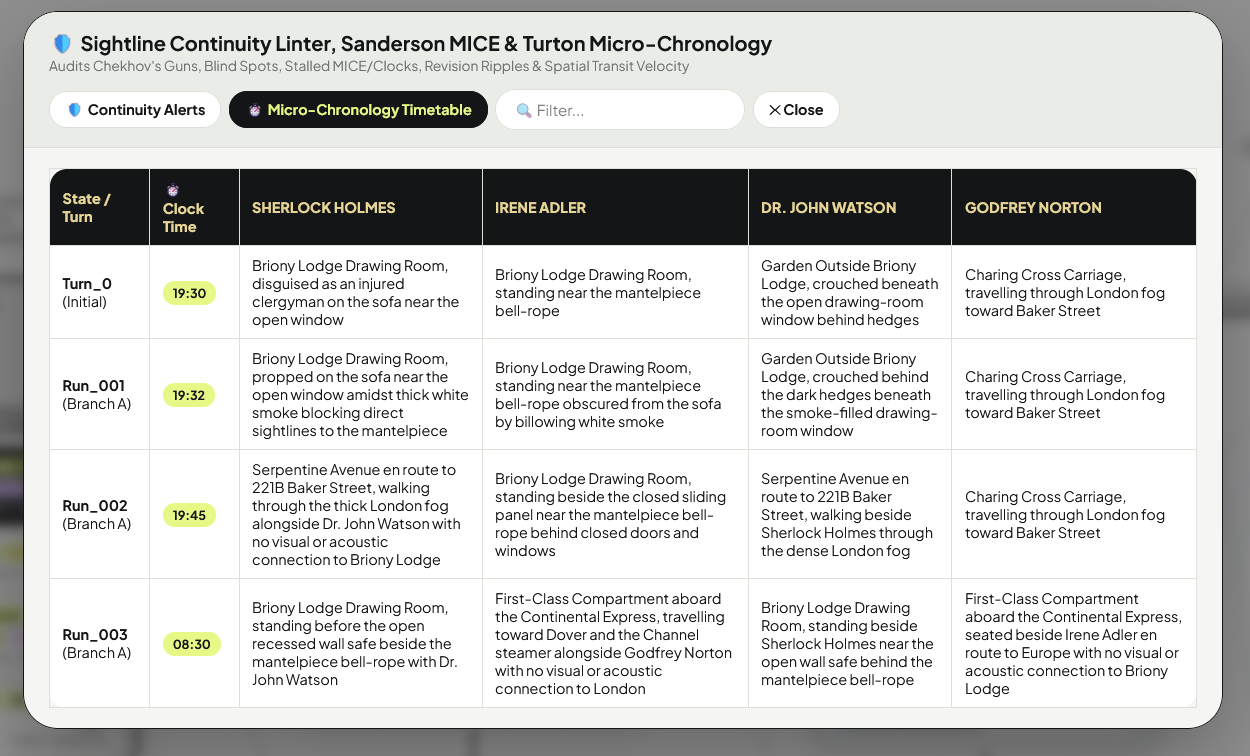 Sightline Continuity Linter, Sanderson MICE & Turton Micro-Chronology
Audits Chekhov's Guns, Blind Spots, Stalled MICE/Clocks, Revision Ripples & Spatial Transit Velocity
Continuity Alerts
Micro-Chronology Timetable
Filter...
✕ Close
State /
Turn
Clock
Time
SHERLOCK HOLMES
IRENE ADLER
DR. JOHN WATSON
GODFREY NORTON
Turn_0
(Initial)
19:30
Briony Lodge Drawing Room,
disguised as an injured
clergyman on the sofa near the
open window
Briony Lodge Drawing Room,
standing near the mantelpiece
bell-rope
Garden Outside Briony
Lodge, crouched beneath
the open drawing-room
window behind hedges
Charing Cross Carriage,
travelling through London fog
toward Baker Street
Run_001
(Branch A)
19:32
Briony Lodge Drawing Room,
propped on the sofa near the
open window amidst thick white
smoke blocking direct
sightlines to the mantelpiece
Briony Lodge Drawing Room,
standing near the mantelpiece
bell-rope obscured from the sofa
by billowing white smoke
Garden Outside Briony
Lodge, crouched behind
the dark hedges beneath
the smoke-filled drawing-
room window
Charing Cross Carriage,
travelling through London fog
toward Baker Street
Run_002
(Branch A)
19:45
Serpentine Avenue en route to
221B Baker Street, walking
through the thick London fog
alongside Dr. John Watson with
no visual or acoustic
connection to Briony Lodge
Briony Lodge Drawing Room,
standing beside the closed sliding
panel near the mantelpiece bell-
rope behind closed doors and
windows
Serpentine Avenue en
route to 221B Baker
Street, walking beside
Sherlock Holmes through
the dense London fog
Charing Cross Carriage,
travelling through London fog
toward Baker Street
Run_003
(Branch A)
08:30
Briony Lodge Drawing Room,
standing before the open
recessed wall safe beside the
mantelpiece bell-rope with Dr.
John Watson
First-Class Compartment aboard
the Continental Express, travelling
toward Dover and the Channel
steamer alongside Godfrey Norton
with no visual or acoustic
connection to London
Briony Lodge Drawing
Room, standing beside
Sherlock Holmes near the
open wall safe behind the
mantelpiece bell-rope
First-Class Compartment
aboard the Continental Express,
seated beside Irene Adler en
route to Europe with no visual or
acoustic connection to Briony
Lodge